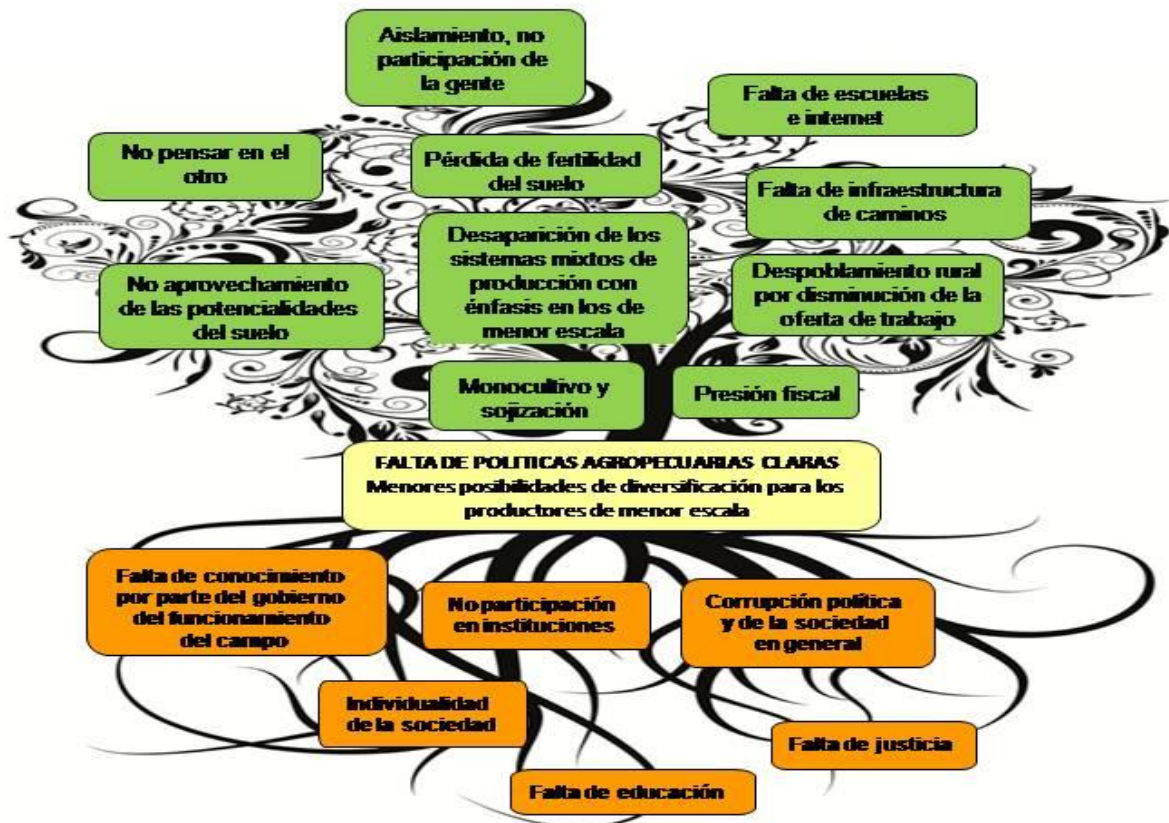 Aislamiento, no
participación de
la gente
Falta de escuelas
e internet
No pensar en el
otro
Pérdida de fertilidad
del suelo
Falta de infraestructura
de caminos
Desaparición de los
sistemas mixtos de
producción con
énfasis en los de
menor escala
No aprovechamiento
de las potencialidades
del suelo
Despoblamiento rural
por disminución de la
oferta de trabajo
Monocultivo y
sojización
Presión fiscal
FALTA DE POLITICAS AGROPECUARIAS CLARAS
Menores posibilidades de diversificación para los
productores de menor escala
Falta de conocimiento
por parte del gobierno
del funcionamiento
del campo
No participación
en instituciones
Corrupción política
y de la sociedad
en general
Individualidad
de la sociedad
Falta de justicia
Falta de educación